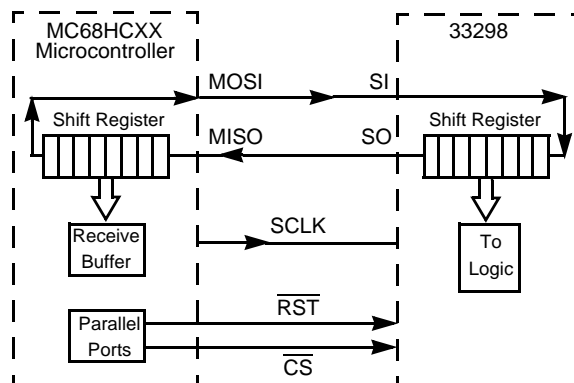 MC68HCXX
Microcontroller
33298
MOSI
SI
Shift Register
Shift Register
MISO
SO
Receive
Buffer
SCLK
To
Logic
Parallel
Ports
RST
CS